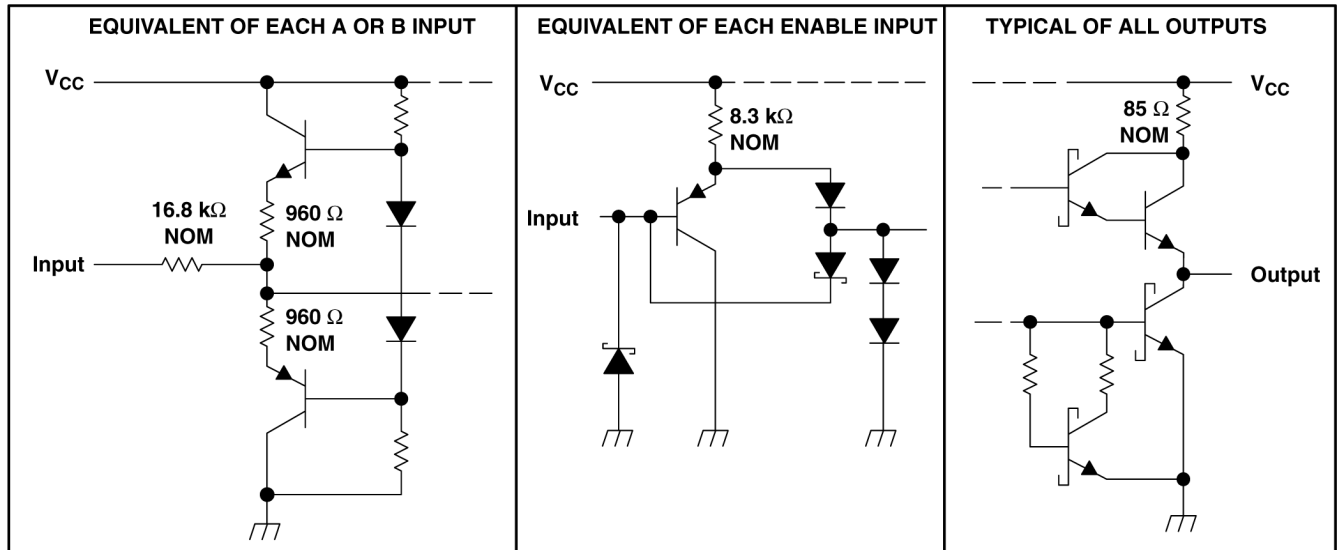 EQUIVALENT OF EACH A OR B INPUT
VCC
16.8 kΩ
NOM
960 Ω
NOM
Input
960 Ω
NOM
EQUIVALENT OF EACH ENABLE INPUT
VCC
8.3 kΩ
NOM
Input
TYPICAL OF ALL OUTPUTS
VCC
85 Ω
NOM
Output